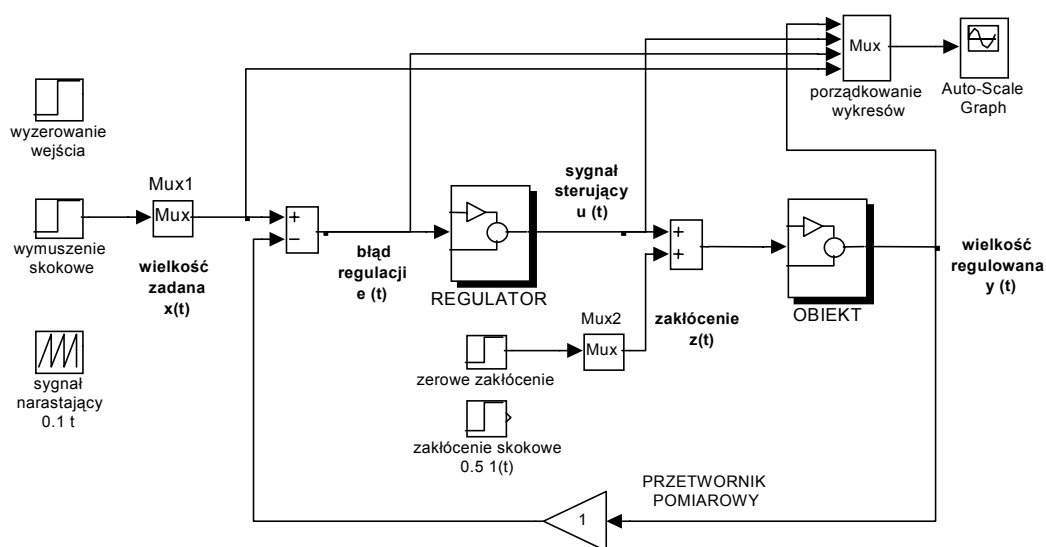 Mux
porządkowanie
wykresów
Auto-Scale
Graph
wyzerowanie
wejścia
Mux1
Mux
wymuszenie
skokowe
wielkość
zadana
x(t)
+
−
błąd
regulacji
e (t)
REGULATOR
sygnał
sterujący
u (t)
+
+
OBIEKT
wielkość
regulowana
y (t)
Mux2
Mux
zakłócenie
z(t)
zerowe zakłócenie
sygnał
narastający
0.1 t
zakłócenie skokowe
0.5 1(t)
PRZETWORNIK
POMIAROWY
1